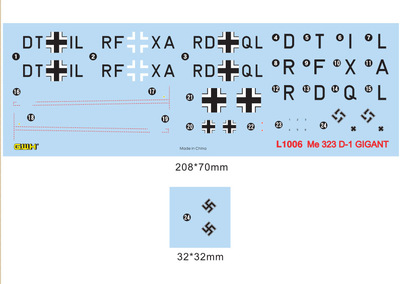 DT IL RF XA RD QL 4 D 5 T 6 I 7 L
1 2 3
DT IL RF XA RD QL 8 R 9 F 10 X 11 A
12 R 13 D 14 Q 15 L
16 17 21
18 19 20 22 23 24
GWH Made in China L1006 Me 323 D-1 GIGANT
208*70mm
24
32*32mm